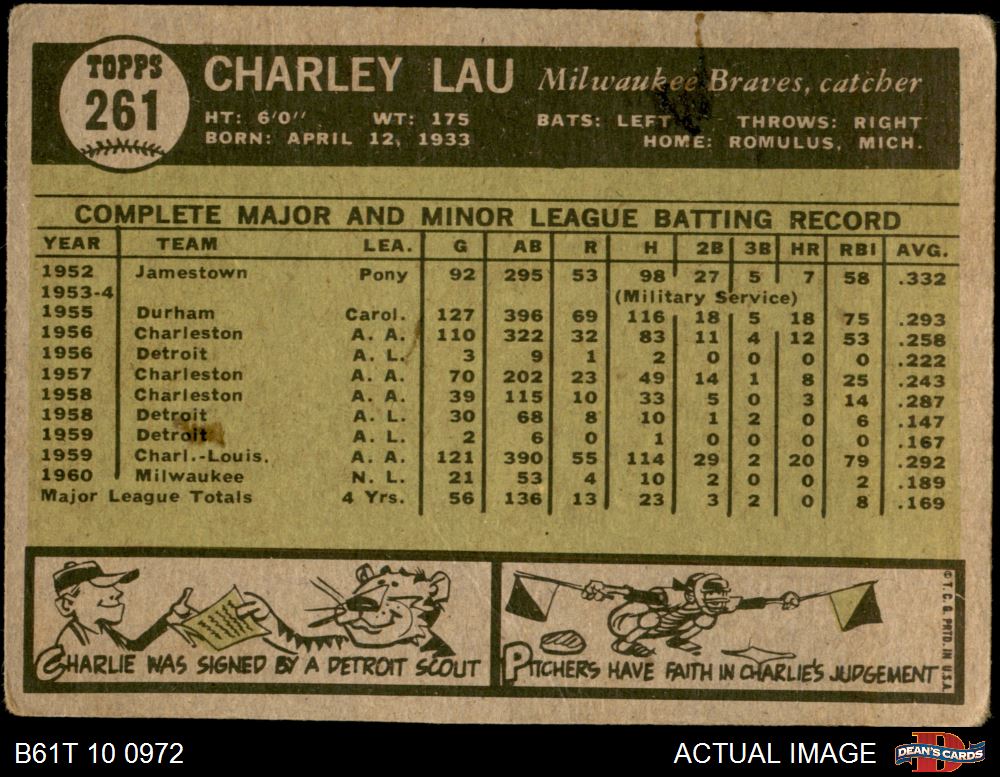 TOPPS
261
CHARLEY LAU Milwaukee Braves, catcher
HT: 6'0'' WT: 175 BATS: LEFT THROWS: RIGHT
BORN: APRIL 12, 1933 HOME: ROMULUS, MICH.
COMPLETE MAJOR AND MINOR LEAGUE BATTING RECORD
YEAR TEAM LEA. G AB R H 2B 3B HR RBI AVG.
1952 Jamestown Pony 92 295 53 98 27 5 7 58 .332
1953-4 (Military Service)
1955 Durham Carol. 127 396 69 116 18 5 18 75 .293
1956 Charleston A. A. 110 322 32 83 11 4 12 53 .258
1956 Detroit A. L. 3 9 1 2 0 0 0 0 .222
1957 Charleston A. A. 70 202 23 49 14 1 8 25 .243
1958 Charleston A. A. 39 115 10 33 5 0 3 14 .287
1958 Detroit A. L. 30 68 8 10 1 2 0 6 .147
1959 Detroit A. L. 2 6 0 1 0 0 0 0 .167
1959 Charl.-Louis. A. A. 121 390 55 114 29 2 20 79 .292
1960 Milwaukee N. L. 21 53 4 10 2 0 0 2 .189
Major League Totals 4 Yrs. 56 136 13 23 3 2 0 8 .169
CHARLIE WAS SIGNED BY A DETROIT SCOUT
PITCHERS HAVE FAITH IN CHARLIE'S JUDGEMENT
© T. C. G. PRTD. IN U.S.A.
B61T 10 0972 ACTUAL IMAGE DEAN'S CARDS